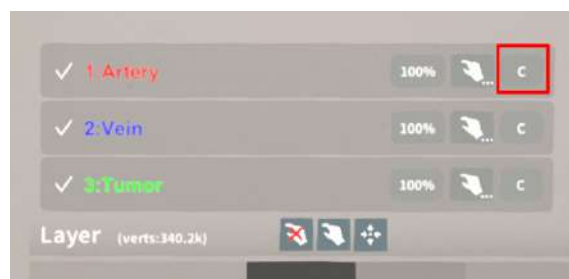 1:Artery 100% ... C
2:Vein 100% ... C
3:Tumor 100% ... C
Layer (verts:340.2k)